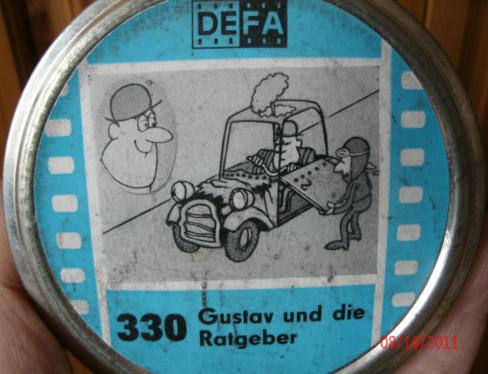 DEFA
330 Gustav und die
Ratgeber
08/10/2011